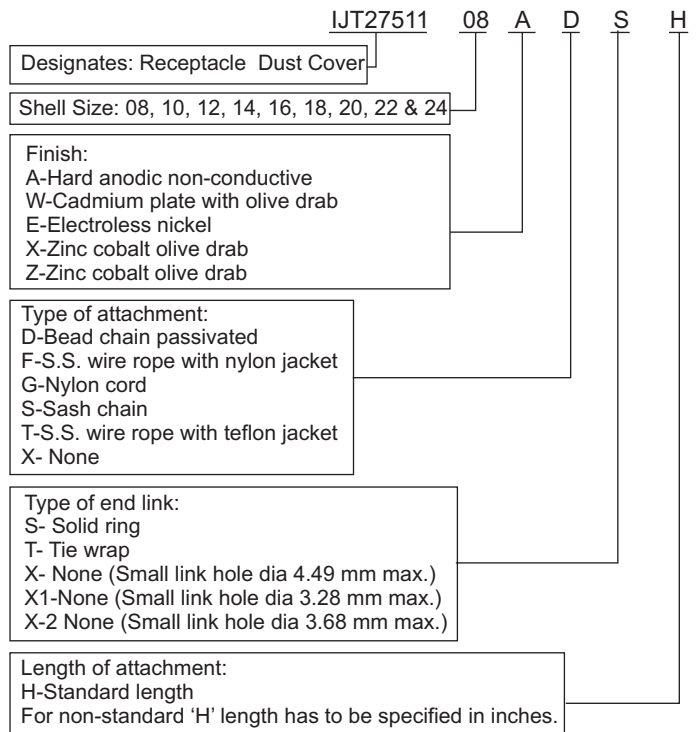 IJT27511 08 A D S H
Designates: Receptacle Dust Cover
Shell Size: 08, 10, 12, 14, 16, 18, 20, 22 & 24
Finish:
A-Hard anodic non-conductive
W-Cadmium plate with olive drab
E-Electroless nickel
X-Zinc cobalt olive drab
Z-Zinc cobalt olive drab
Type of attachment:
D-Bead chain passivated
F-S.S. wire rope with nylon jacket
G-Nylon cord
S-Sash chain
T-S.S. wire rope with teflon jacket
X- None
Type of end link:
S- Solid ring
T- Tie wrap
X- None (Small link hole dia 4.49 mm max.)
X1-None (Small link hole dia 3.28 mm max.)
X-2 None (Small link hole dia 3.68 mm max.)
Length of attachment:
H-Standard length
For non-standard ‘H’ length has to be specified in inches.